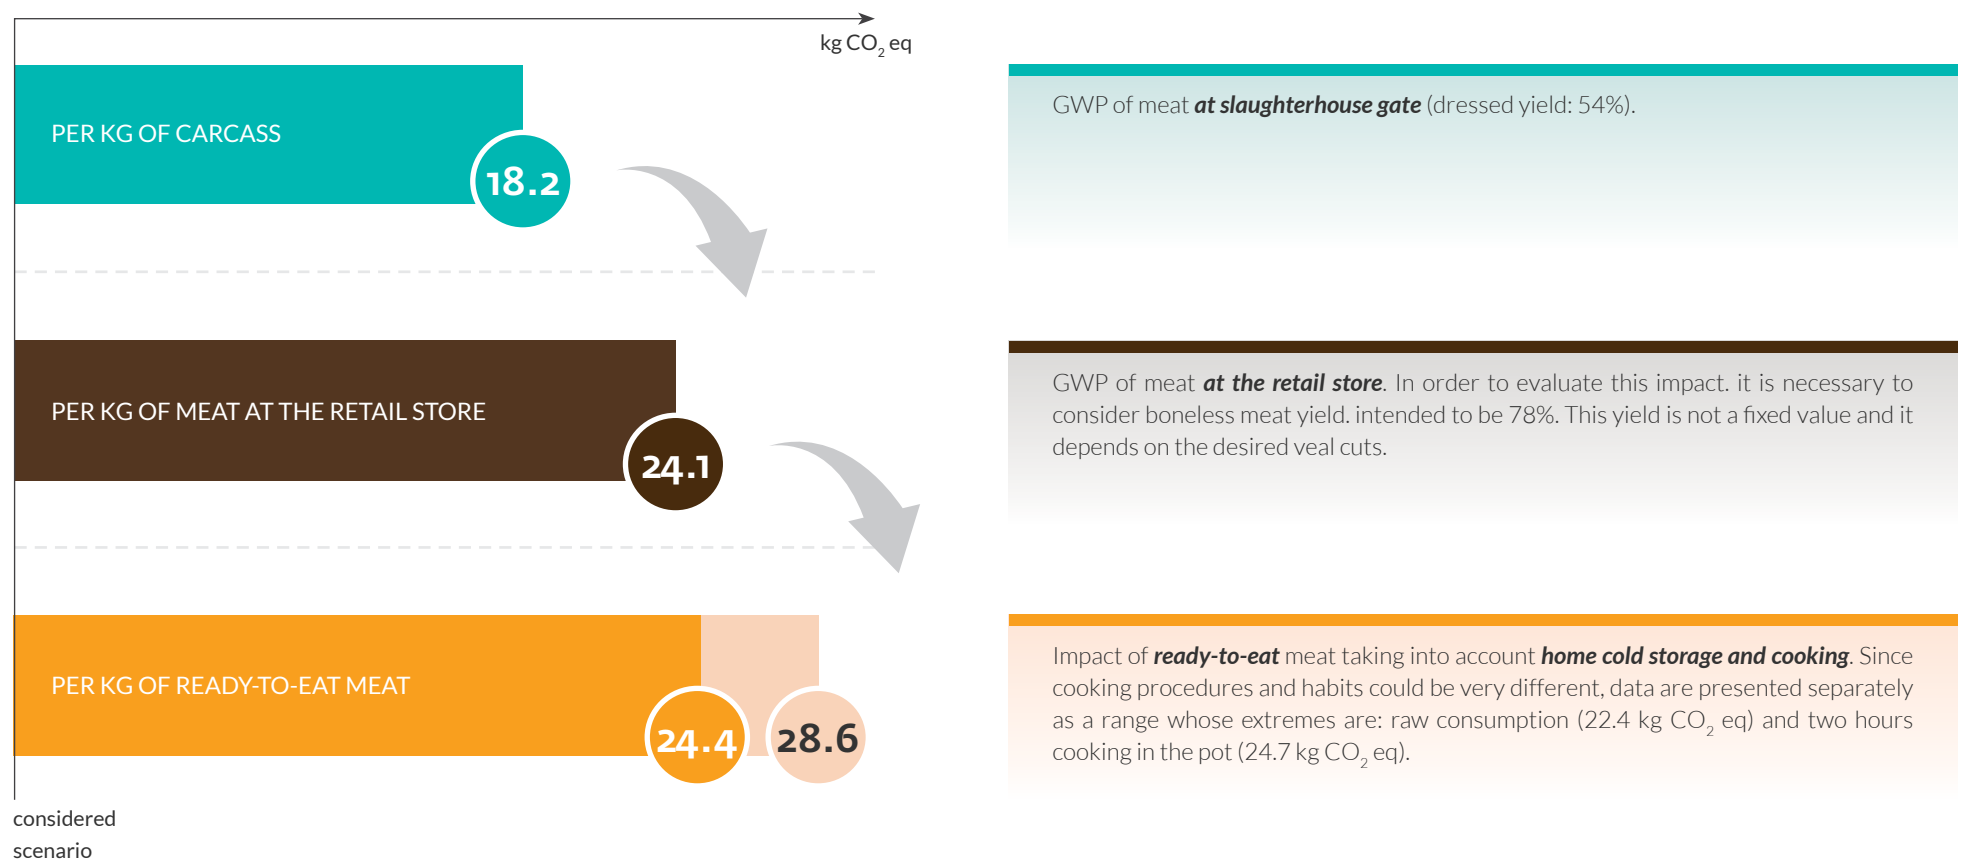 kg CO₂ eq
PER KG OF CARCASS
18.2
GWP of meat at slaughterhouse gate (dressed yield: 54%).
PER KG OF MEAT AT THE RETAIL STORE
24.1
GWP of meat at the retail store. In order to evaluate this impact. it is necessary to
consider boneless meat yield. intended to be 78%. This yield is not a fixed value and it
depends on the desired veal cuts.
PER KG OF READY-TO-EAT MEAT
24.4
28.6
Impact of ready-to-eat meat taking into account home cold storage and cooking. Since
cooking procedures and habits could be very different, data are presented separately
as a range whose extremes are: raw consumption (22.4 kg CO₂ eq) and two hours
cooking in the pot (24.7 kg CO₂ eq).
considered
scenario